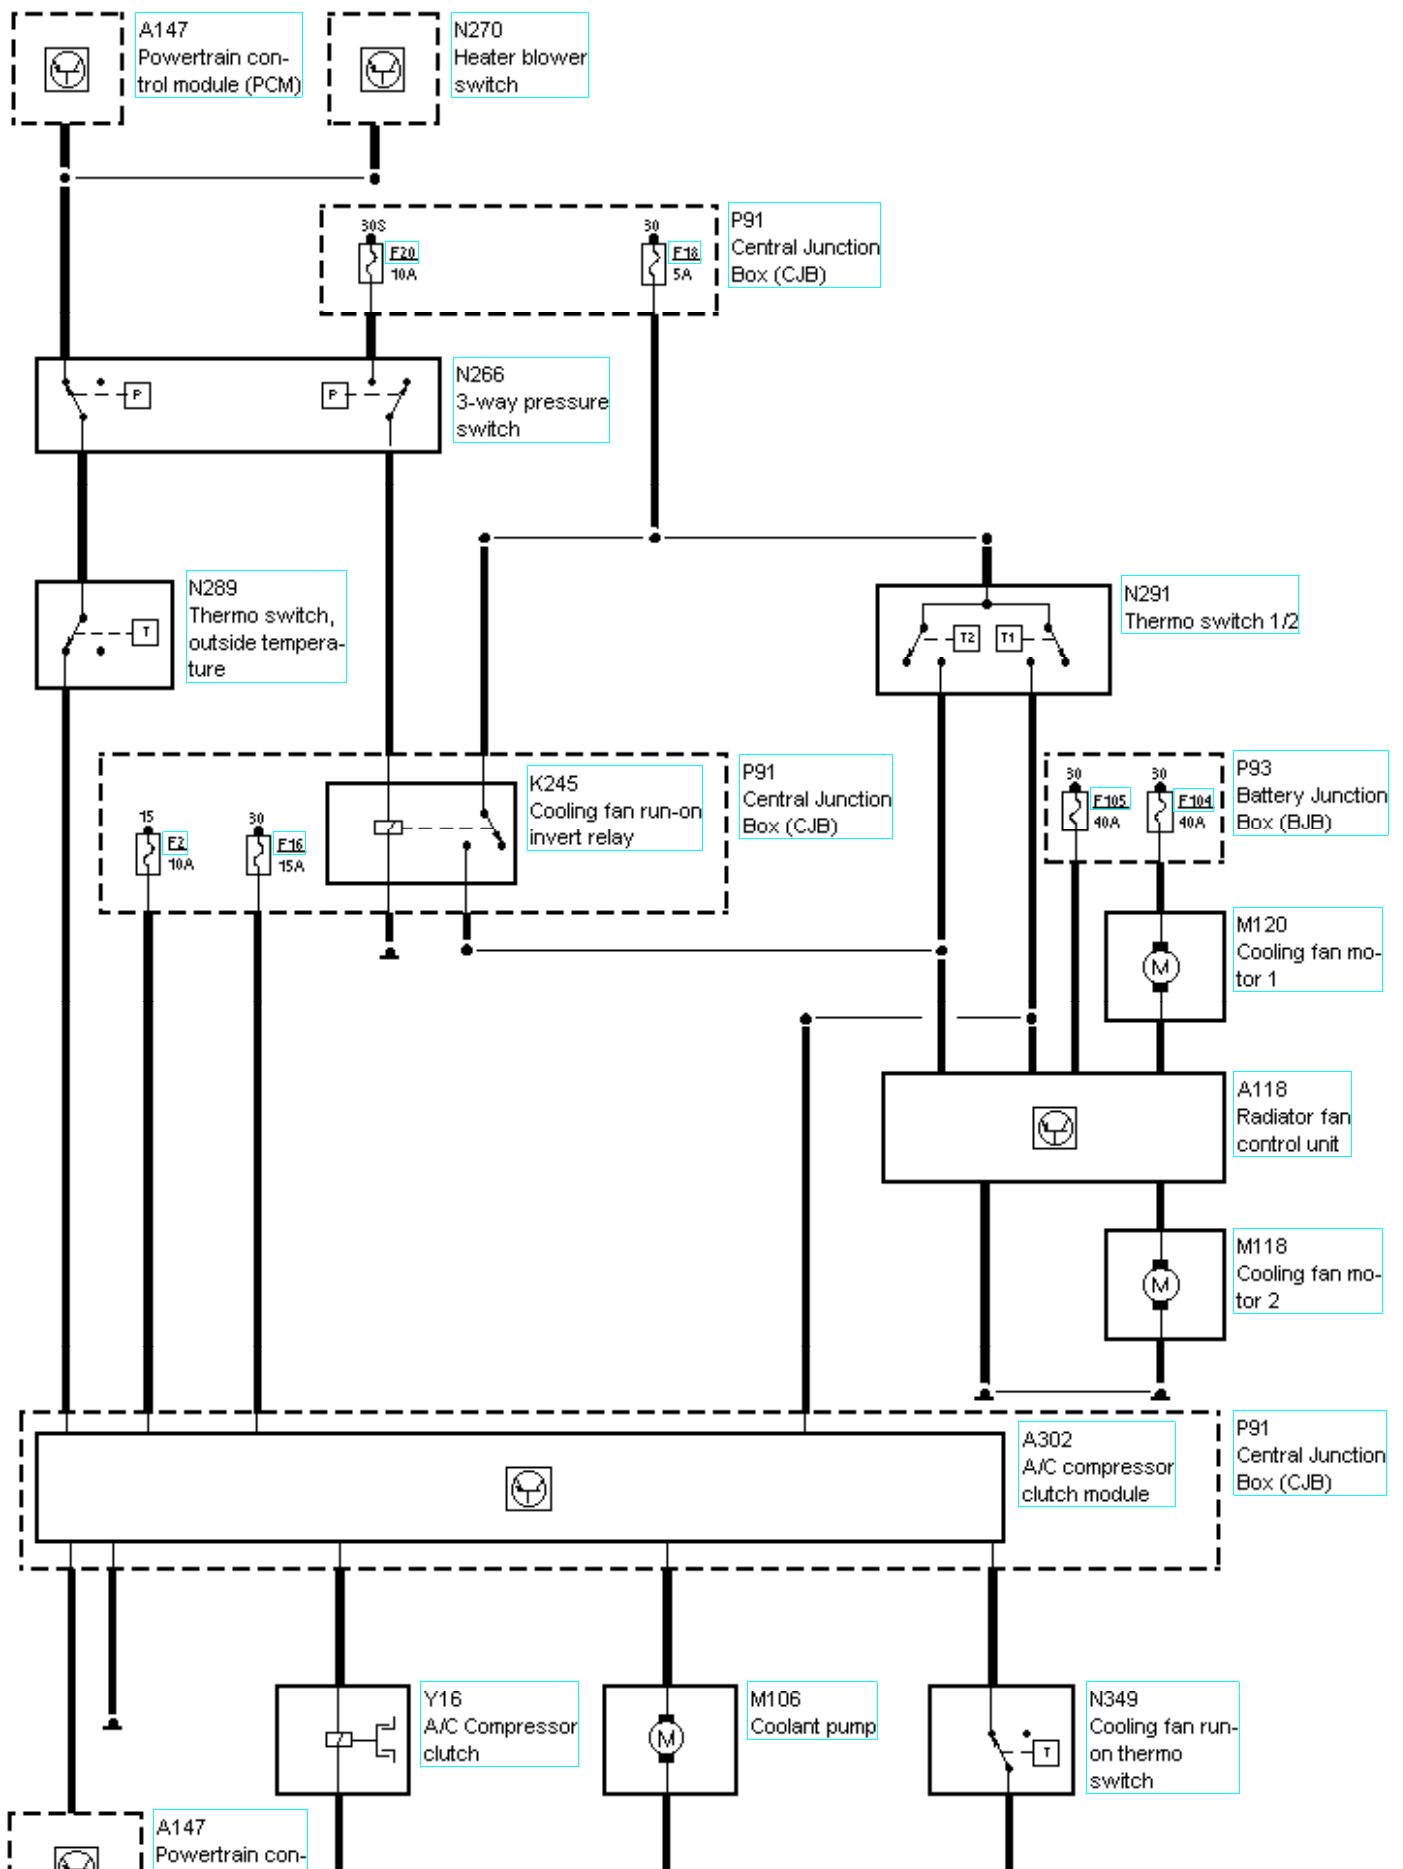 A147
Powertrain con-
trol module (PCM)
N270
Heater blower
switch
30S
F20
10A
30
F18
5A
P91
Central Junction
Box (CJB)
P
P
N266
3-way pressure
switch
N289
Thermo switch,
outside tempera-
ture
T
N291
Thermo switch 1/2
T2
T1
15
F2
10A
30
F16
15A
K245
Cooling fan run-on
invert relay
P91
Central Junction
Box (CJB)
30
F105
40A
30
F104
40A
P93
Battery Junction
Box (BJB)
M
M120
Cooling fan mo-
tor 1
A118
Radiator fan
control unit
M
M118
Cooling fan mo-
tor 2
A302
A/C compressor
clutch module
P91
Central Junction
Box (CJB)
Y16
A/C Compressor
clutch
M
M106
Coolant pump
T
N349
Cooling fan run-
on thermo
switch
A147
Powertrain con-